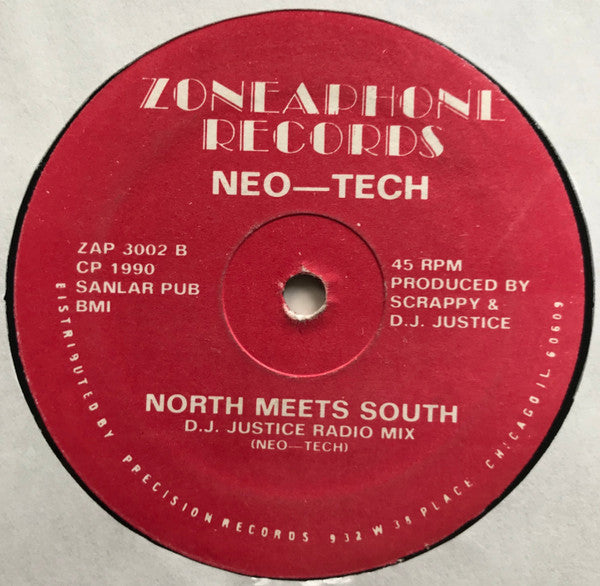 ZONEAPHONE
RECORDS
NEO—TECH
ZAP 3002 B
CP 1990
SANLAR PUB
BMI
45 RPM
PRODUCED BY
SCRAPPY &
D.J. JUSTICE
NORTH MEETS SOUTH
D.J. JUSTICE RADIO MIX
(NEO—TECH)
EISTRIBUTED BY PRECISION RECORDS 932 W 38 PLACE CHICAGO IL 60609